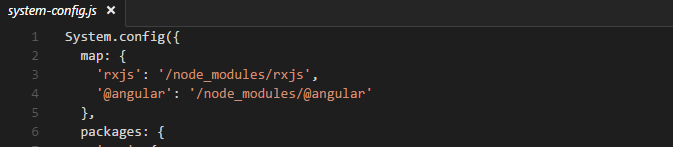 system-config.js ×
1 System.config({
2 map: {
3 'rxjs': '/node_modules/rxjs',
4 '@angular': '/node_modules/@angular'
5 },
6 packages: {